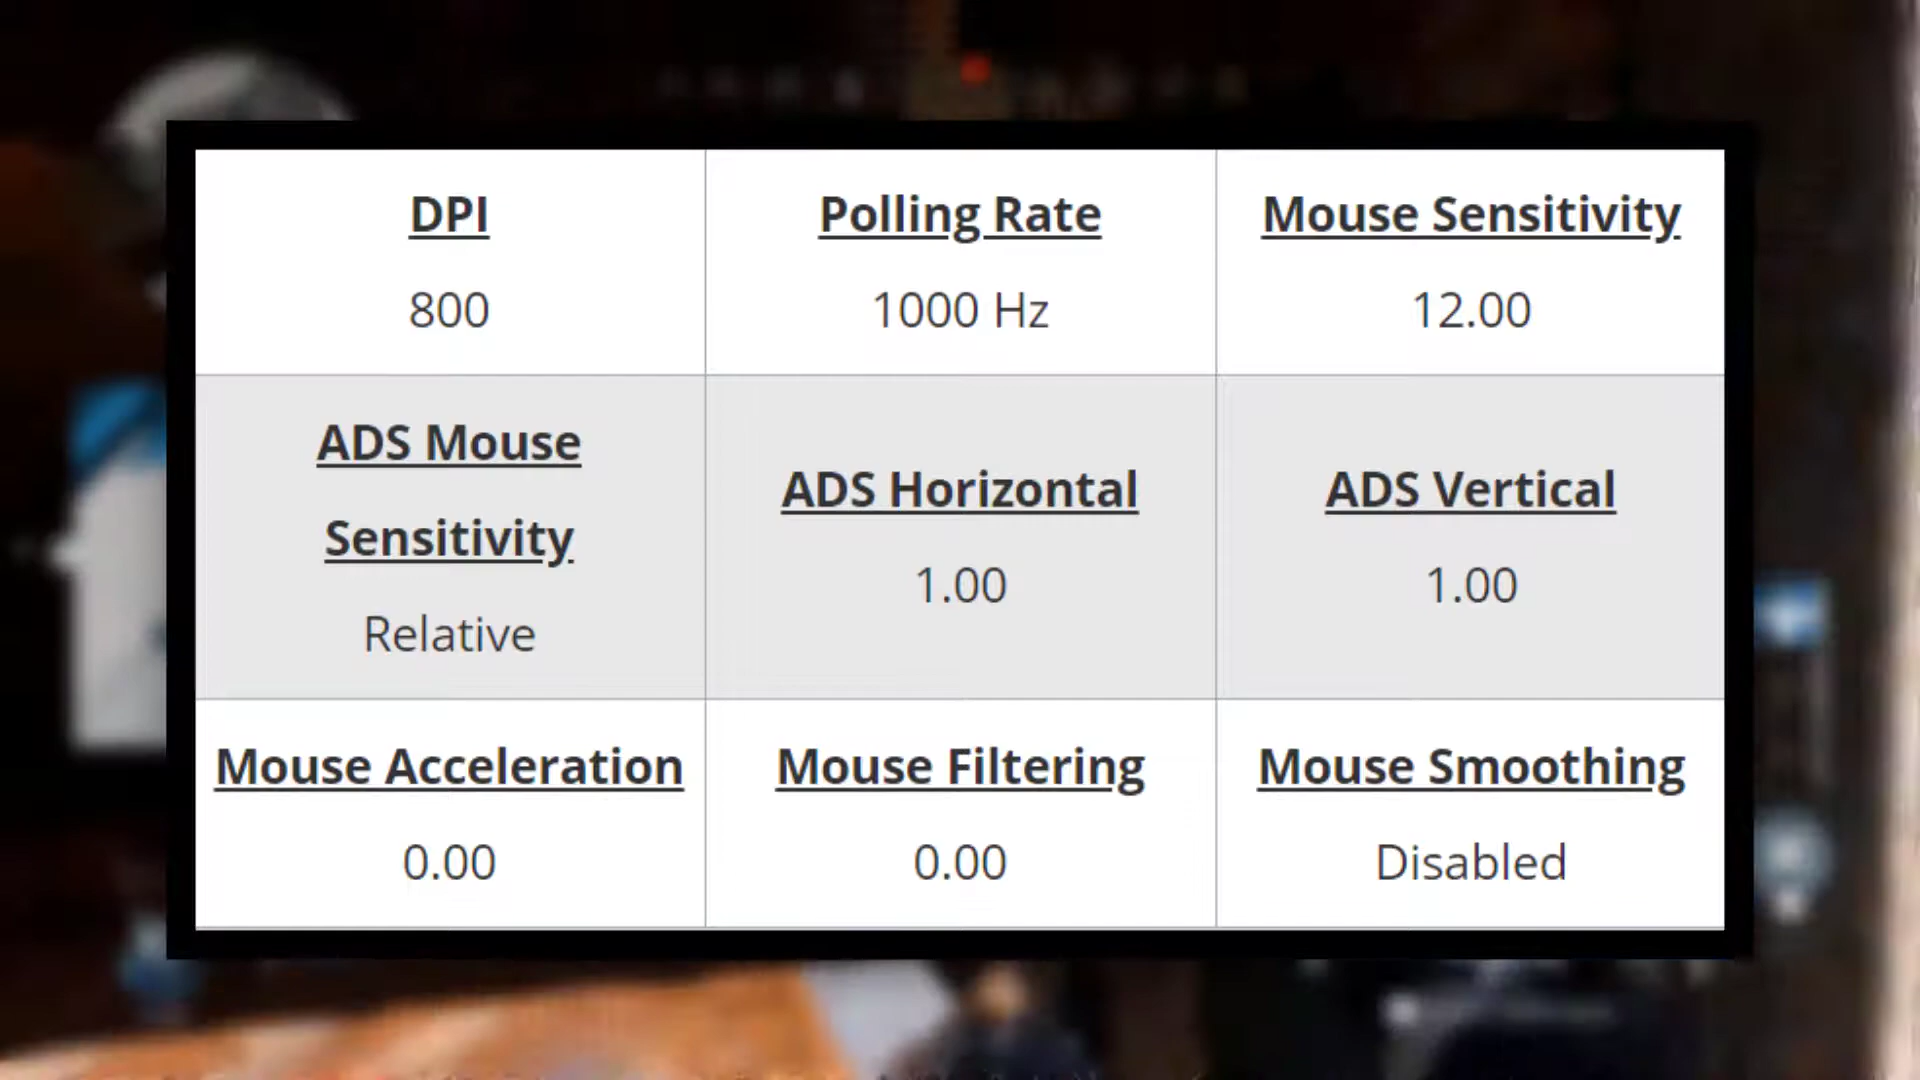 DPI
800
Polling Rate
1000 Hz
Mouse Sensitivity
12.00
ADS Mouse
Sensitivity
Relative
ADS Horizontal
1.00
ADS Vertical
1.00
Mouse Acceleration
0.00
Mouse Filtering
0.00
Mouse Smoothing
Disabled